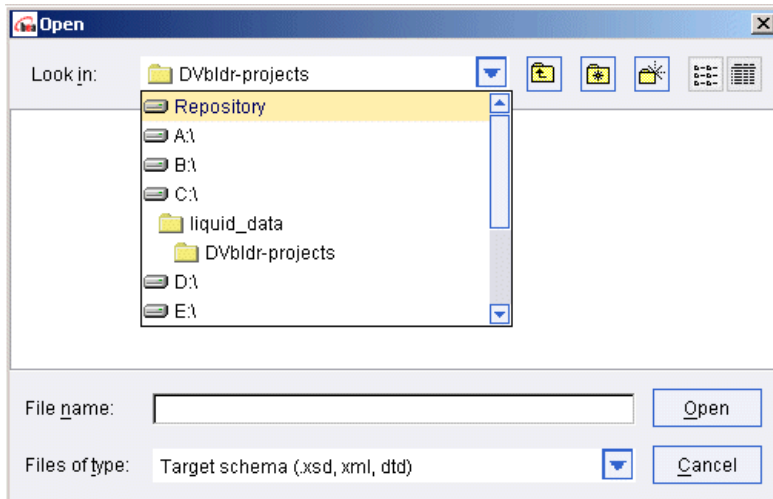 Open
Look in: DVbldr-projects
Repository
A:\
B:\
C:\
liquid_data
DVbldr-projects
D:\
E:\
File name: Open
Files of type: Target schema (.xsd, xml, dtd) Cancel